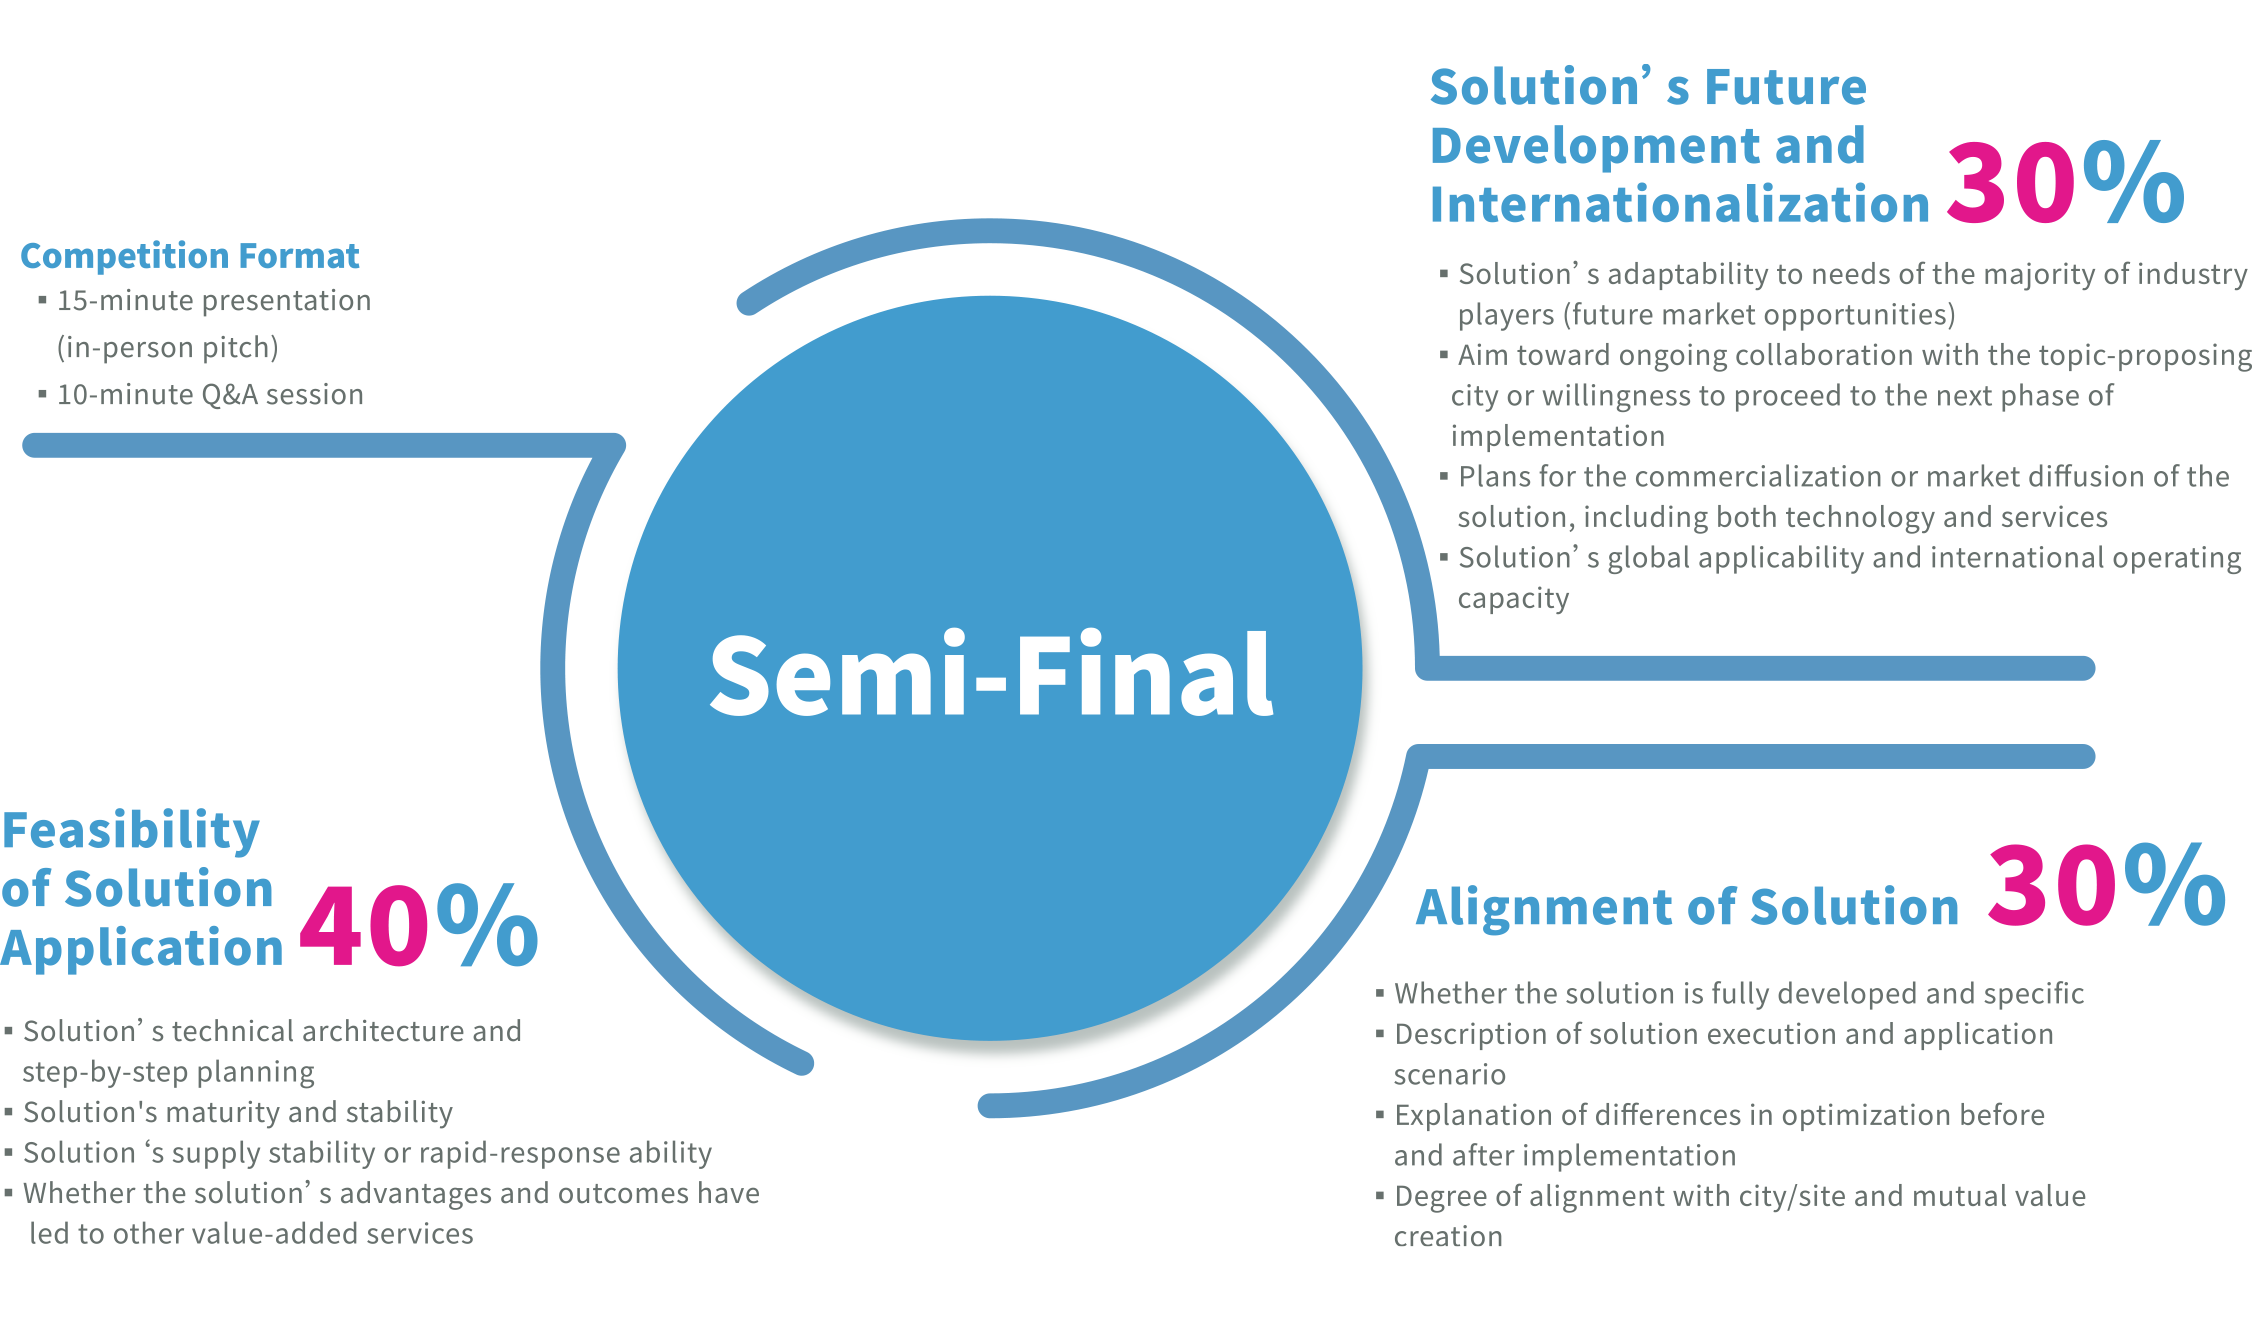 Competition Format
▪ 15-minute presentation
(in-person pitch)
▪ 10-minute Q&A session
Semi-Final
Solution’s Future
Development and
Internationalization 30%
▪ Solution’s adaptability to needs of the majority of industry
players (future market opportunities)
▪ Aim toward ongoing collaboration with the topic-proposing
city or willingness to proceed to the next phase of
implementation
▪ Plans for the commercialization or market diffusion of the
solution, including both technology and services
▪ Solution’s global applicability and international operating
capacity
Feasibility
of Solution
Application 40%
▪ Solution’s technical architecture and
step-by-step planning
▪ Solution's maturity and stability
▪ Solution ‘s supply stability or rapid-response ability
▪ Whether the solution’s advantages and outcomes have
led to other value-added services
Alignment of Solution 30%
▪ Whether the solution is fully developed and specific
▪ Description of solution execution and application
scenario
▪ Explanation of differences in optimization before
and after implementation
▪ Degree of alignment with city/site and mutual value
creation